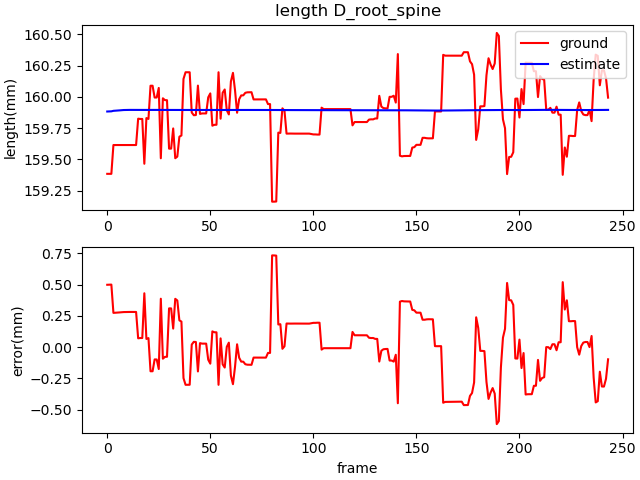 length D_root_spine
length(mm)
160.50
160.25
160.00
159.75
159.50
159.25
ground
estimate
0 50 100 150 200 250
error(mm)
0.75
0.50
0.25
0.00
−0.25
−0.50
0 50 100 150 200 250
frame